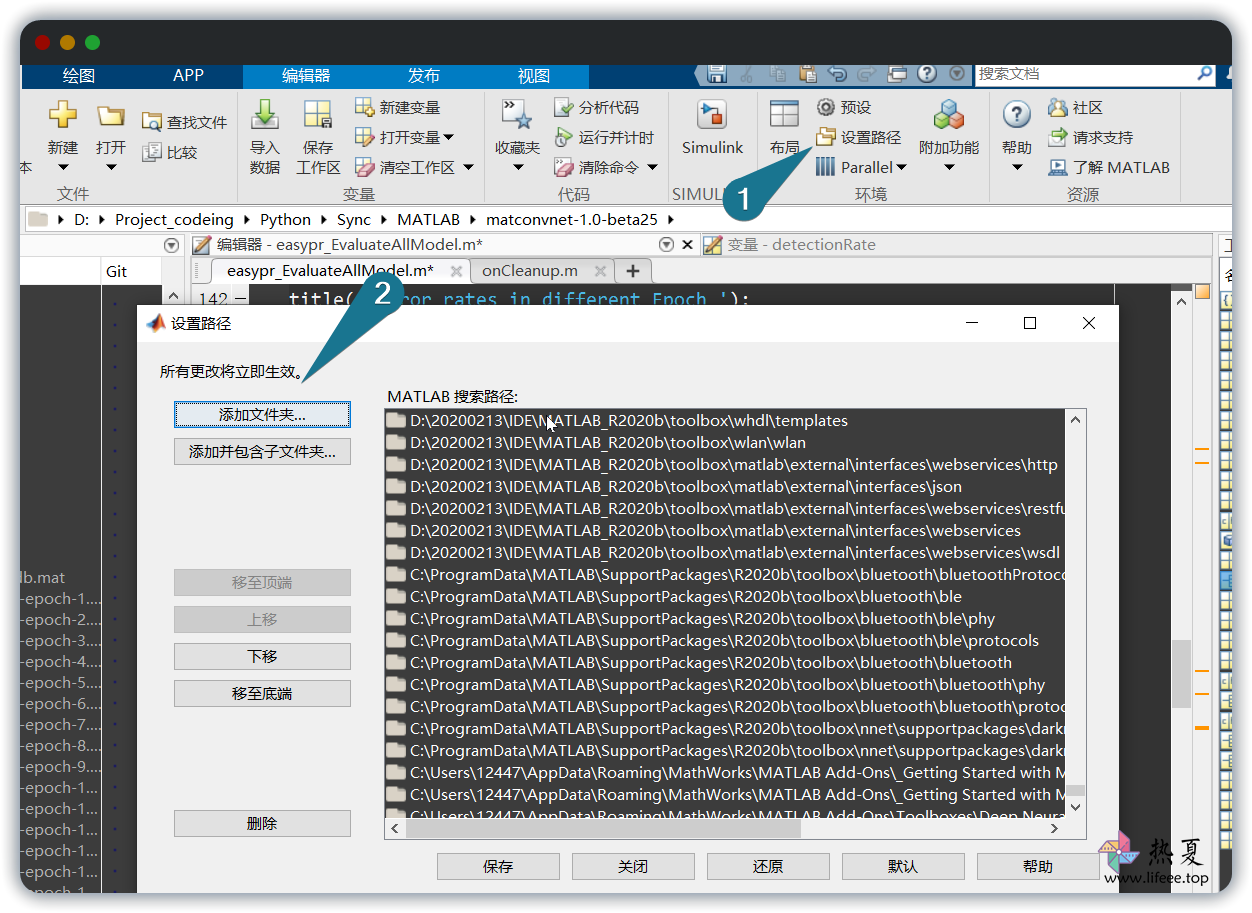 绘图 APP 编辑器 发布 视图 搜索文档
新建 打开 查找文件 比较
文件
导入数据 保存工作区 新建变量 打开变量 清空工作区
变量
收藏夹 分析代码 运行并计时 清除命令
代码
Simulink
SIMUL
布局 预设 设置路径 Parallel 附加功能
环境
帮助 社区 请求支持 了解 MATLAB
资源
1
D: Project_codeing Python Sync MATLAB matconvnet-1.0-beta25
编辑器 - easypr_EvaluateAllModel.m*
变量 - detectionRate
Git
easypr_EvaluateAllModel.m* onCleanup.m
142 title( ror rates in different Epoch ');
2
设置路径
所有更改将立即生效。
MATLAB 搜索路径:
添加文件夹...
添加并包含子文件夹...
移至顶端
上移
下移
移至底端
删除
D:\20200213\IDE\MATLAB_R2020b\toolbox\whdl\templates
D:\20200213\IDE\MATLAB_R2020b\toolbox\wlan\wlan
D:\20200213\IDE\MATLAB_R2020b\toolbox\matlab\external\interfaces\webservices\http
D:\20200213\IDE\MATLAB_R2020b\toolbox\matlab\external\interfaces\json
D:\20200213\IDE\MATLAB_R2020b\toolbox\matlab\external\interfaces\webservices\restfu
D:\20200213\IDE\MATLAB_R2020b\toolbox\matlab\external\interfaces\webservices
D:\20200213\IDE\MATLAB_R2020b\toolbox\matlab\external\interfaces\webservices\wsdl
C:\ProgramData\MATLAB\SupportPackages\R2020b\toolbox\bluetooth\bluetoothProtoco
C:\ProgramData\MATLAB\SupportPackages\R2020b\toolbox\bluetooth\ble
C:\ProgramData\MATLAB\SupportPackages\R2020b\toolbox\bluetooth\ble\phy
C:\ProgramData\MATLAB\SupportPackages\R2020b\toolbox\bluetooth\ble\protocols
C:\ProgramData\MATLAB\SupportPackages\R2020b\toolbox\bluetooth\bluetooth
C:\ProgramData\MATLAB\SupportPackages\R2020b\toolbox\bluetooth\bluetooth\phy
C:\ProgramData\MATLAB\SupportPackages\R2020b\toolbox\bluetooth\bluetooth\protoc
C:\ProgramData\MATLAB\SupportPackages\R2020b\toolbox\nnet\supportpackages\darkn
C:\ProgramData\MATLAB\SupportPackages\R2020b\toolbox\nnet\supportpackages\darkn
C:\Users\12447\AppData\Roaming\MathWorks\MATLAB Add-Ons\_Getting Started with M
C:\Users\12447\AppData\Roaming\MathWorks\MATLAB Add-Ons\_Getting Started with M
C:\Users\12447\AppData\Roaming\MathWorks\MATLAB Add-Ons\Toolboxes\Deep Neura
保存 关闭 还原 默认 帮助
lb.mat
-epoch-1....
-epoch-2....
-epoch-3....
-epoch-4....
-epoch-5....
-epoch-6....
-epoch-7....
-epoch-8....
-epoch-9....
-epoch-1...
-epoch-1...
-epoch-1...
-epoch-1...
-epoch-1...
-epoch-1...
热夏
www.lifeee.top